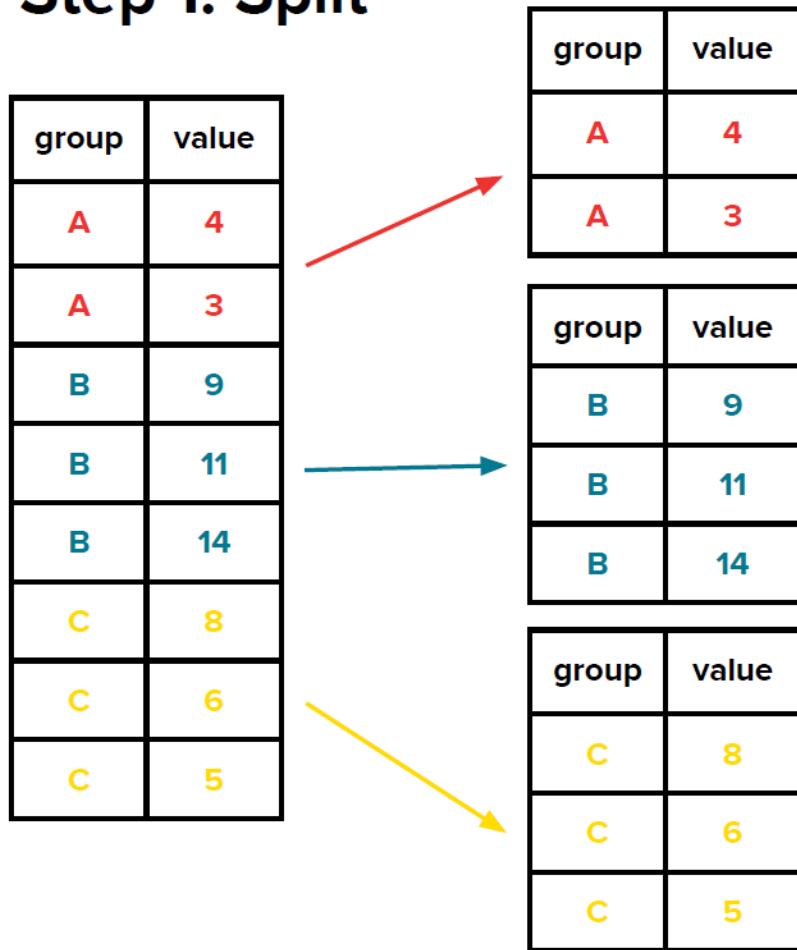 Step 1: Split
group value
A 4
A 3
B 9
B 11
B 14
C 8
C 6
C 5
group value
A 4
A 3
group value
B 9
B 11
B 14
group value
C 8
C 6
C 5